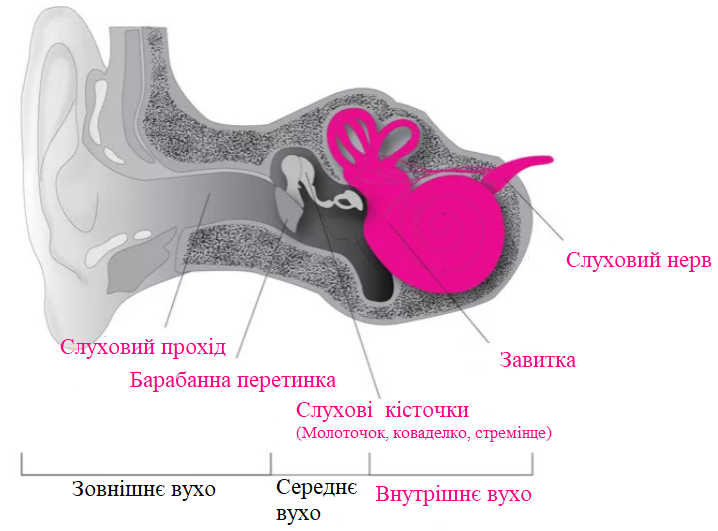 Слуховий нерв
Слуховий прохід
Завитка
Барабанна перетинка
Слухові кісточки
(Молоточок, коваделко, стремінце)
Зовнішнє вухо
Середнє
вухо
Внутрішнє вухо